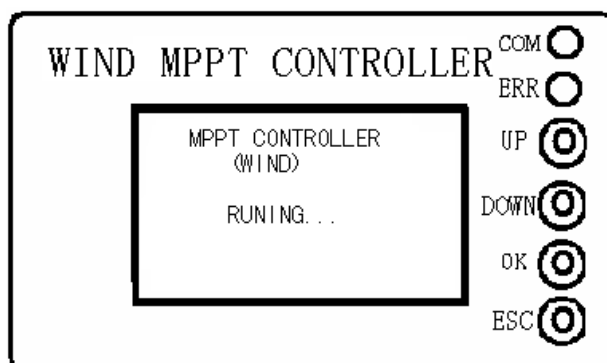 WIND MPPT CONTROLLER
MPPT CONTROLLER
(WIND)
RUNING...
COM
ERR
UP
DOWN
OK
ESC